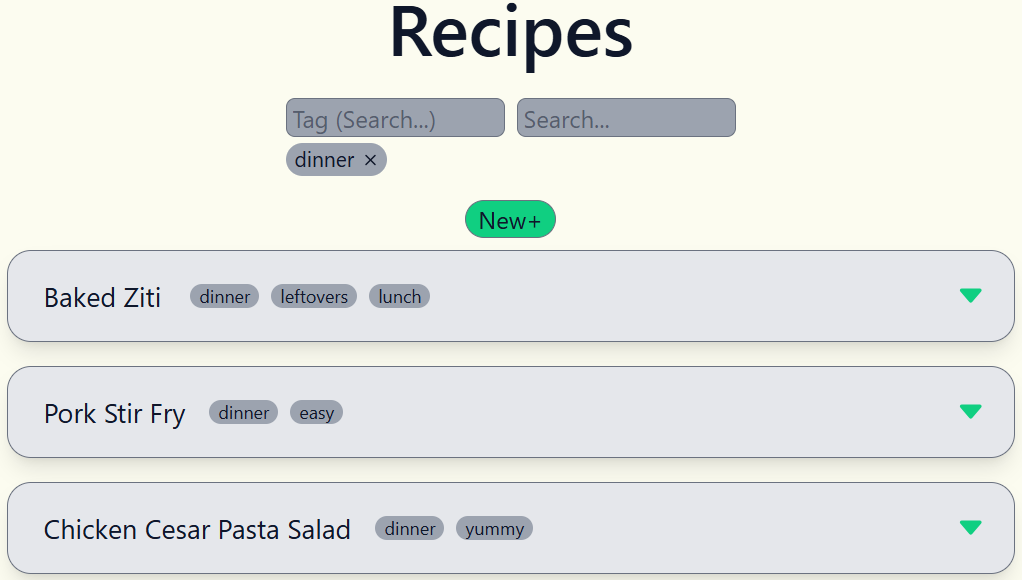 Recipes
Tag (Search...) Search...
dinner ×
New+
Baked Ziti dinner leftovers lunch
Pork Stir Fry dinner easy
Chicken Cesar Pasta Salad dinner yummy